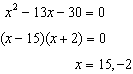 x² − 13x − 30 = 0
(x − 15)(x + 2) = 0
x = 15, −2